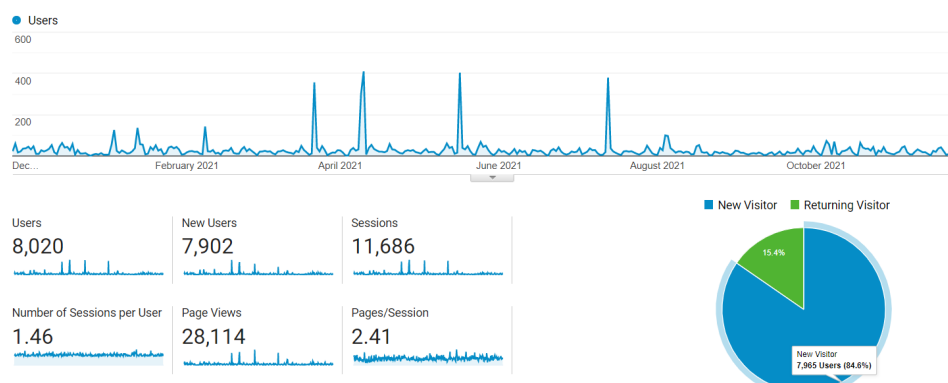 Users
600
400
200
Dec...
February 2021
April 2021
June 2021
August 2021
October 2021
New Visitor
Returning Visitor
Users
8,020
New Users
7,902
Sessions
11,686
Number of Sessions per User
1.46
Page Views
28,114
Pages/Session
2.41
15.4%
New Visitor
7,965 Users (84.6%)